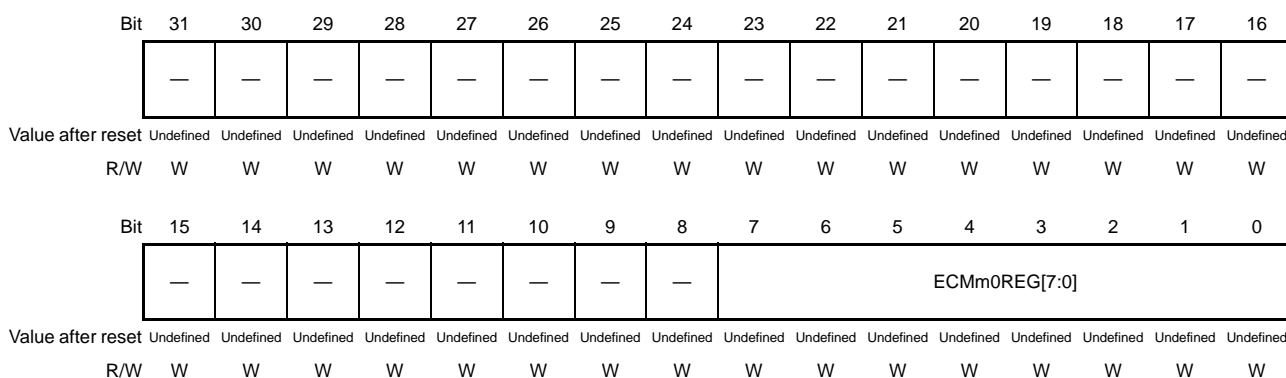 Bit 31 30 29 28 27 26 25 24 23 22 21 20 19 18 17 16
— — — — — — — — — — — — — — — —
Value after reset Undefined Undefined Undefined Undefined Undefined Undefined Undefined Undefined Undefined Undefined Undefined Undefined Undefined Undefined Undefined Undefined
R/W W W W W W W W W W W W W W W W W
Bit 15 14 13 12 11 10 9 8 7 6 5 4 3 2 1 0
— — — — — — — — ECMm0REG[7:0]
Value after reset Undefined Undefined Undefined Undefined Undefined Undefined Undefined Undefined Undefined Undefined Undefined Undefined Undefined Undefined Undefined Undefined
R/W W W W W W W W W W W W W W W W W